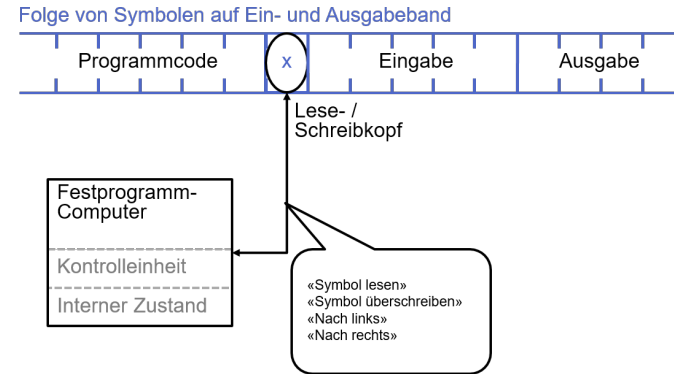 Folge von Symbolen auf Ein- und Ausgabeband
Programmcode x Eingabe Ausgabe
Lese- /
Schreibkopf
Festprogramm-
Computer
Kontrolleinheit
Interner Zustand
«Symbol lesen»
«Symbol überschreiben»
«Nach links»
«Nach rechts»